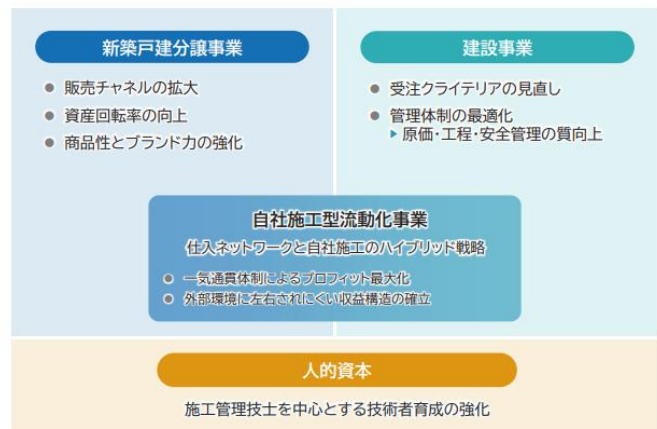 新築戸建分譲事業
● 販売チャネルの拡大
● 資産回転率の向上
● 商品性とブランド力の強化
建設事業
● 受注クライテリアの見直し
● 管理体制の最適化
▶ 原価・工程・安全管理の質向上
自社施工型流動化事業
仕入ネットワークと自社施工のハイブリッド戦略
● 一気通貫体制によるプロフィット最大化
● 外部環境に左右されにくい収益構造の確立
人的資本
施工管理技士を中心とする技術者育成の強化